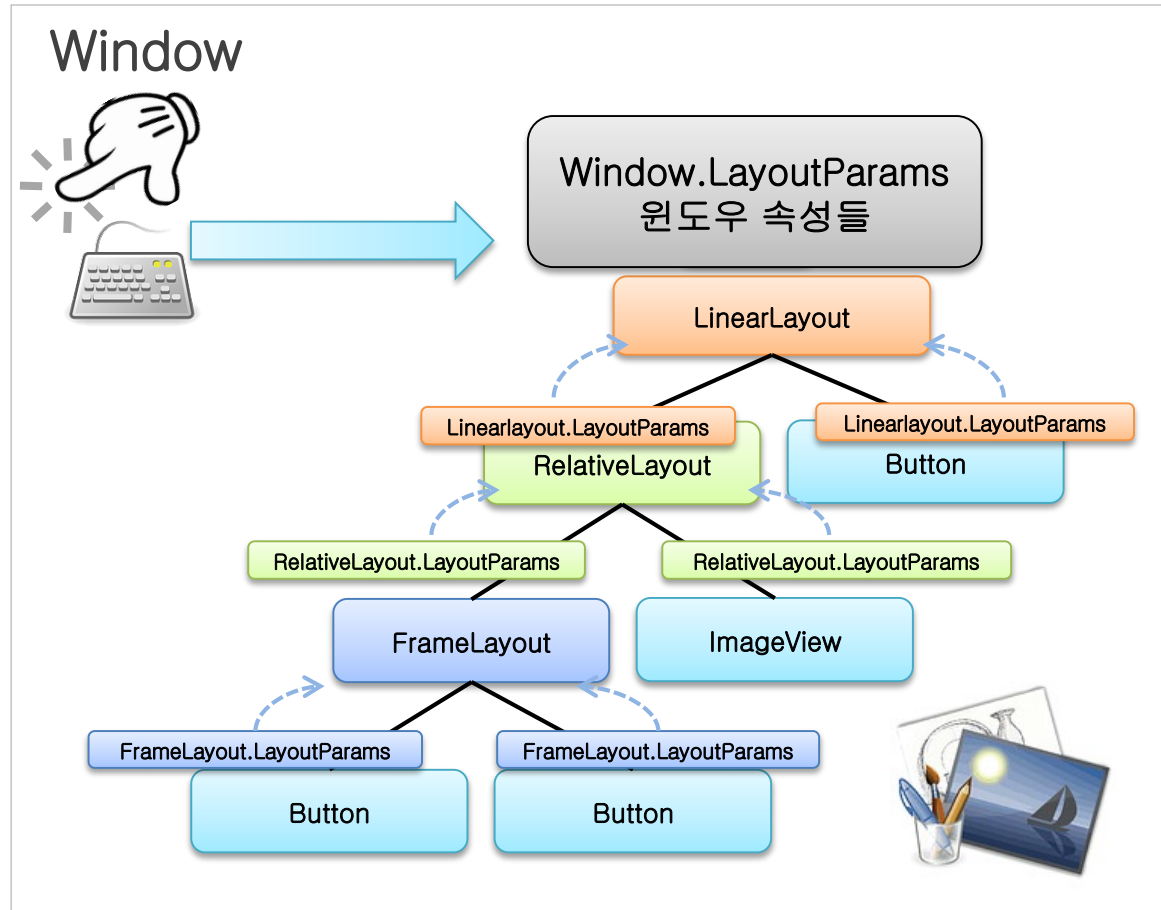 Window
Window.LayoutParams
윈도우 속성들
LinearLayout
Linearlayout.LayoutParams
Linearlayout.LayoutParams
RelativeLayout
Button
RelativeLayout.LayoutParams
RelativeLayout.LayoutParams
FrameLayout
ImageView
FrameLayout.LayoutParams
FrameLayout.LayoutParams
Button
Button